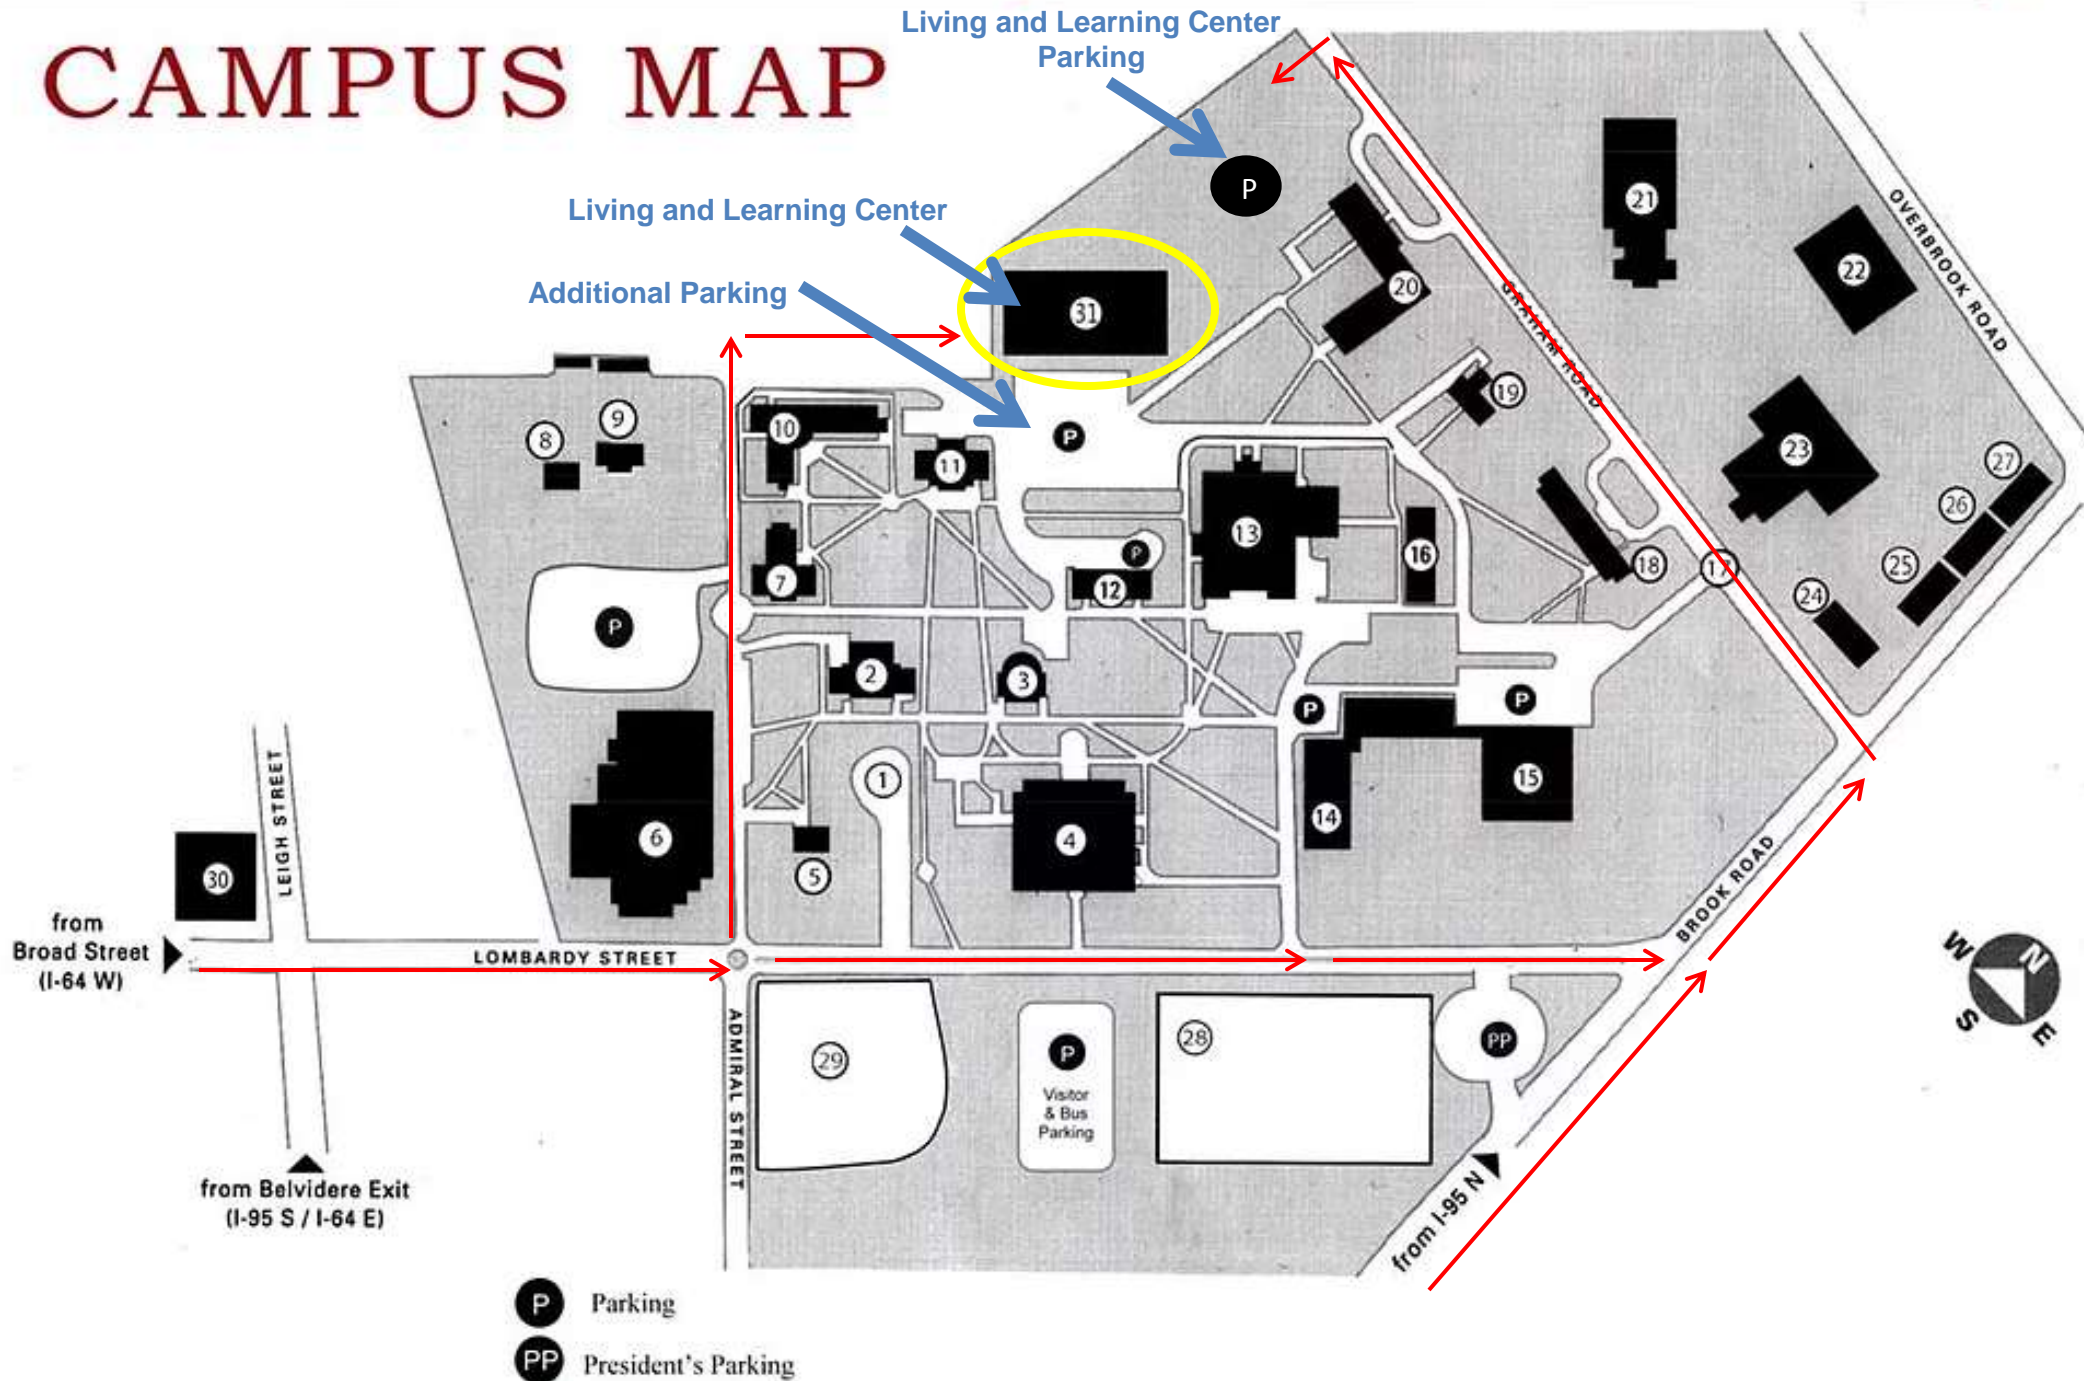 CAMPUS MAP
Living and Learning Center
Parking
P
Living and Learning Center
Additional Parking
31
20
21
22
OVERBROOK ROAD
GRAHAM ROAD
19
8
9
10
11
P
13
16
18
17
23
27
26
25
24
7
P
12
P
2
3
P
P
1
6
5
4
14
15
LEIGH STREET
30
from
Broad Street
(I-64 W)
LOMBARDY STREET
BROOK ROAD
W
N
S
E
ADMIRAL STREET
29
P
Visitor
& Bus
Parking
28
PP
from I-95 N
from Belvidere Exit
(I-95 S / I-64 E)
P Parking
PP President's Parking